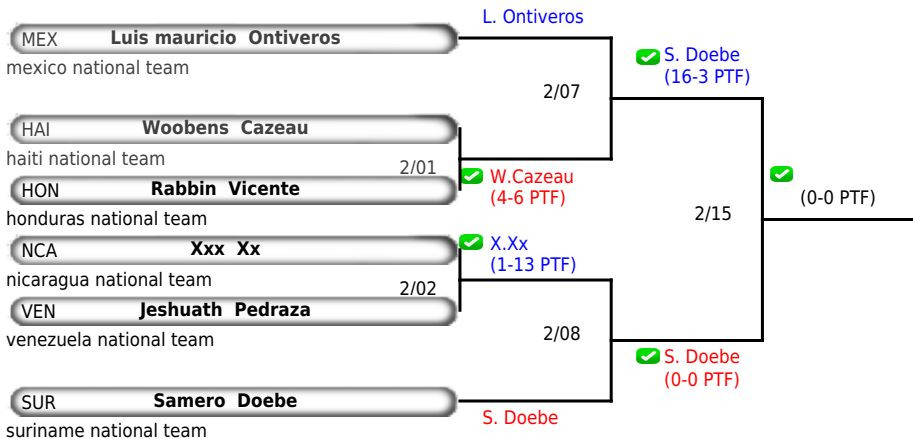 L. Ontiveros
MEX Luis mauricio Ontiveros
mexico national team
S. Doebe
(16-3 PTF)
2/07
HAI Woobens Cazeau
haiti national team
2/01
W.Cazeau
(4-6 PTF)
HON Rabbin Vicente
honduras national team
(0-0 PTF)
2/15
NCA Xxx Xx
nicaragua national team
X.Xx
(1-13 PTF)
2/02
VEN Jeshuath Pedraza
venezuela national team
2/08
S. Doebe
(0-0 PTF)
SUR Samero Doebe
suriname national team
S. Doebe